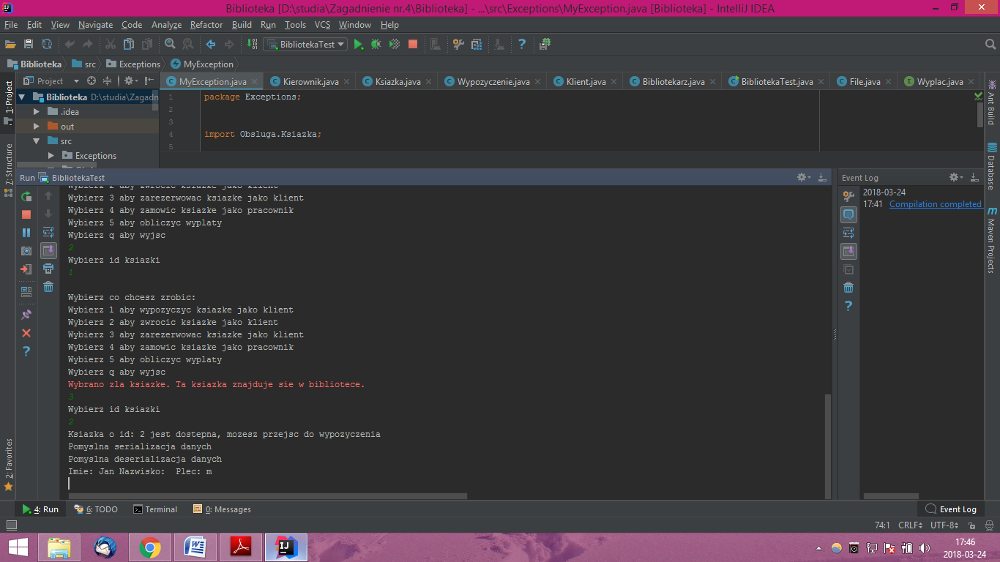 Biblioteka [D:\studia\Zagadnienie nr.4\Biblioteka] - ...\src\Exceptions\MyException.java [Biblioteka] - IntelliJ IDEA
File Edit View Navigate Code Analyze Refactor Build Run Tools VCS Window Help
BibliotekaTest
Biblioteka src Exceptions MyException
Project
MyException.java Kierownik.java Ksiazka.java Wypozyczenie.java Klient.java Bibliotekarz.java BibliotekaTest.java File.java Wyplac.java
Biblioteka D:\studia\Zagadn
.idea
out
src
Exceptions
1 package Exceptions;
2
3
4 import Obsluga.Ksiazka;
5
1: Project
7: Structure
2: Favorites
Ant Build
Database
Maven Projects
Run BibliotekaTest
Wybierz 2 aby zwrocic ksiazke jako klient
Wybierz 3 aby zarezerwowac ksiazke jako klient
Wybierz 4 aby zamowic ksiazke jako pracownik
Wybierz 5 aby obliczyc wyplaty
Wybierz q aby wyjsc
2
Wybierz id ksiazki
1
Wybierz co chcesz zrobic:
Wybierz 1 aby wypozyczyc ksiazke jako klient
Wybierz 2 aby zwrocic ksiazke jako klient
Wybierz 3 aby zarezerwowac ksiazke jako klient
Wybierz 4 aby zamowic ksiazke jako pracownik
Wybierz 5 aby obliczyc wyplaty
Wybierz q aby wyjsc
Wybrano zla ksiazke. Ta ksiazka znajduje sie w bibliotece.
3
Wybierz id ksiazki
2
Ksiazka o id: 2 jest dostepna, mozesz przejsc do wypozyczenia
Pomyslna serializacja danych
Pomyslna deserializacja danych
Imie: Jan Nazwisko:  Plec: m
Event Log
2018-03-24
17:41 Compilation completed
4: Run 6: TODO Terminal 0: Messages Event Log
74:1 CRLF UTF-8
17:46
2018-03-24